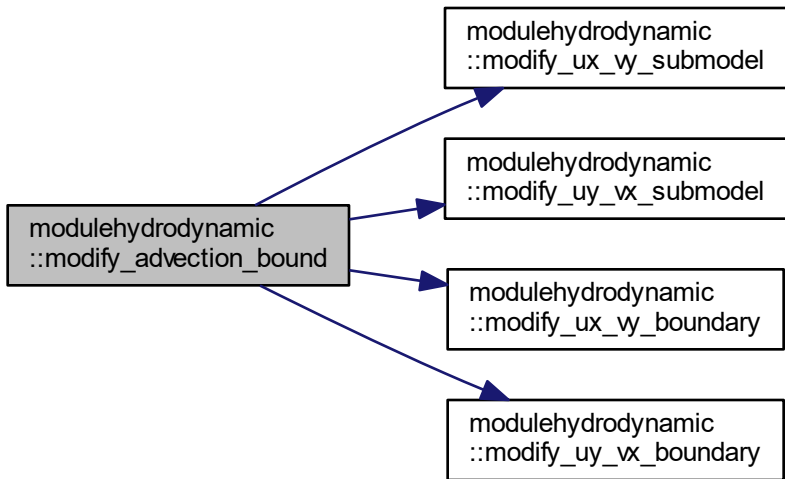 modulehydrodynamic
::modify_ux_vy_submodel
modulehydrodynamic
::modify_uy_vx_submodel
modulehydrodynamic
::modify_advection_bound
modulehydrodynamic
::modify_ux_vy_boundary
modulehydrodynamic
::modify_uy_vx_boundary